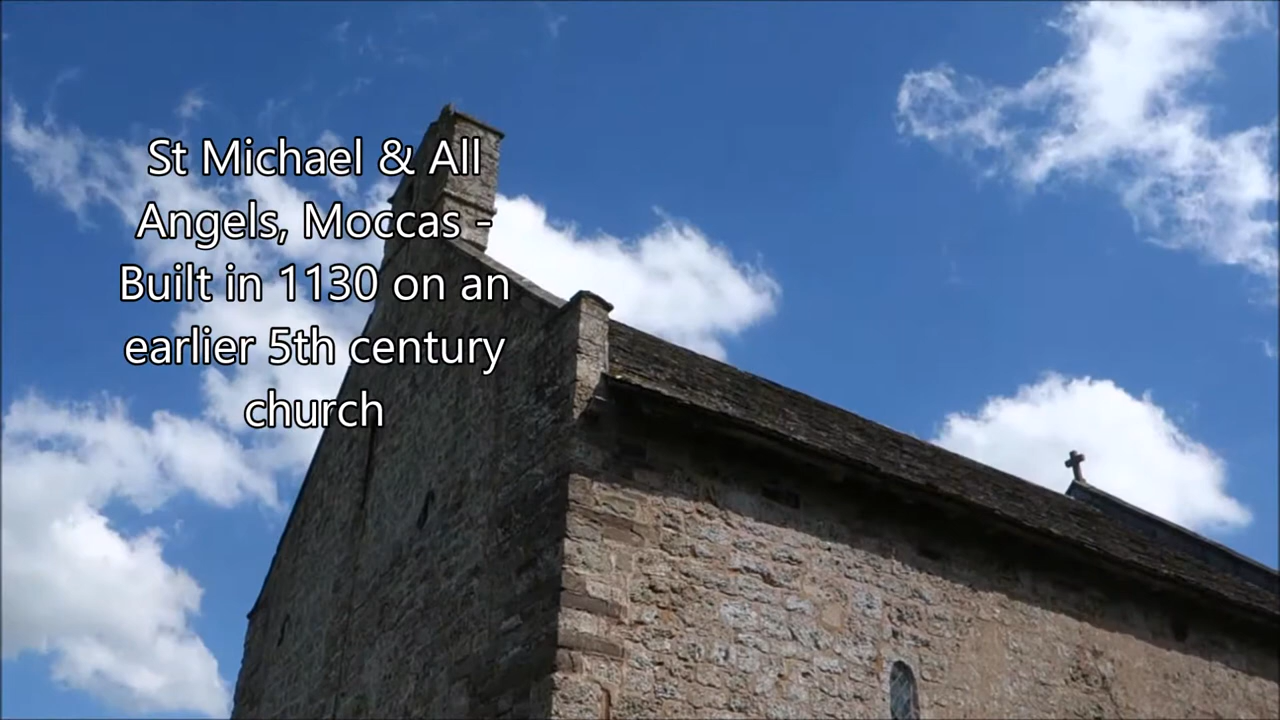 St Michael & All
Angels, Moccas -
Built in 1130 on an
earlier 5th century
church